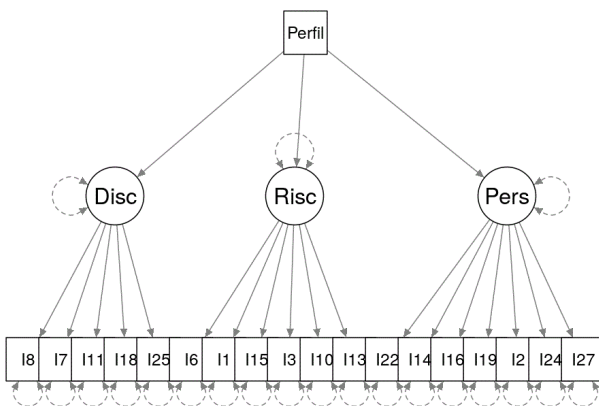 Perfil
Disc Risc Pers
I8 I7 I11 I18 I25 I6 I1 I15 I3 I10 I13 I22 I14 I16 I19 I2 I24 I27